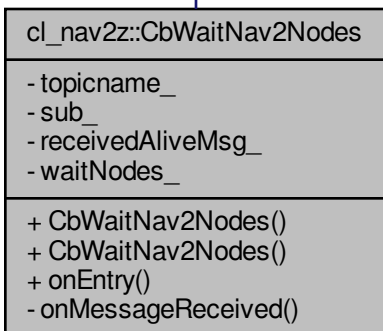 cl_nav2z::CbWaitNav2Nodes
- topicname_
- sub_
- receivedAliveMsg_
- waitNodes_
+ CbWaitNav2Nodes()
+ CbWaitNav2Nodes()
+ onEntry()
- onMessageReceived()